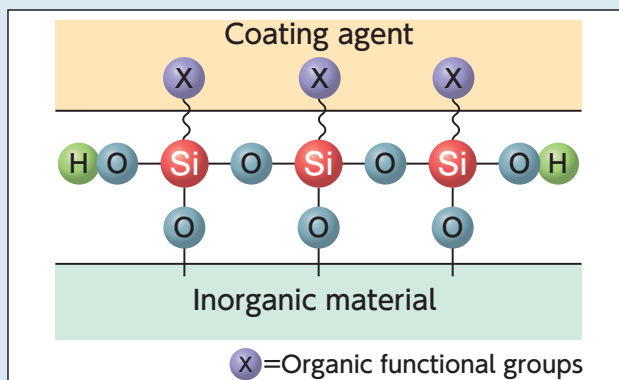 Coating agent
X X X
H O Si O Si O Si O H
O O O
Inorganic material
X =Organic functional groups